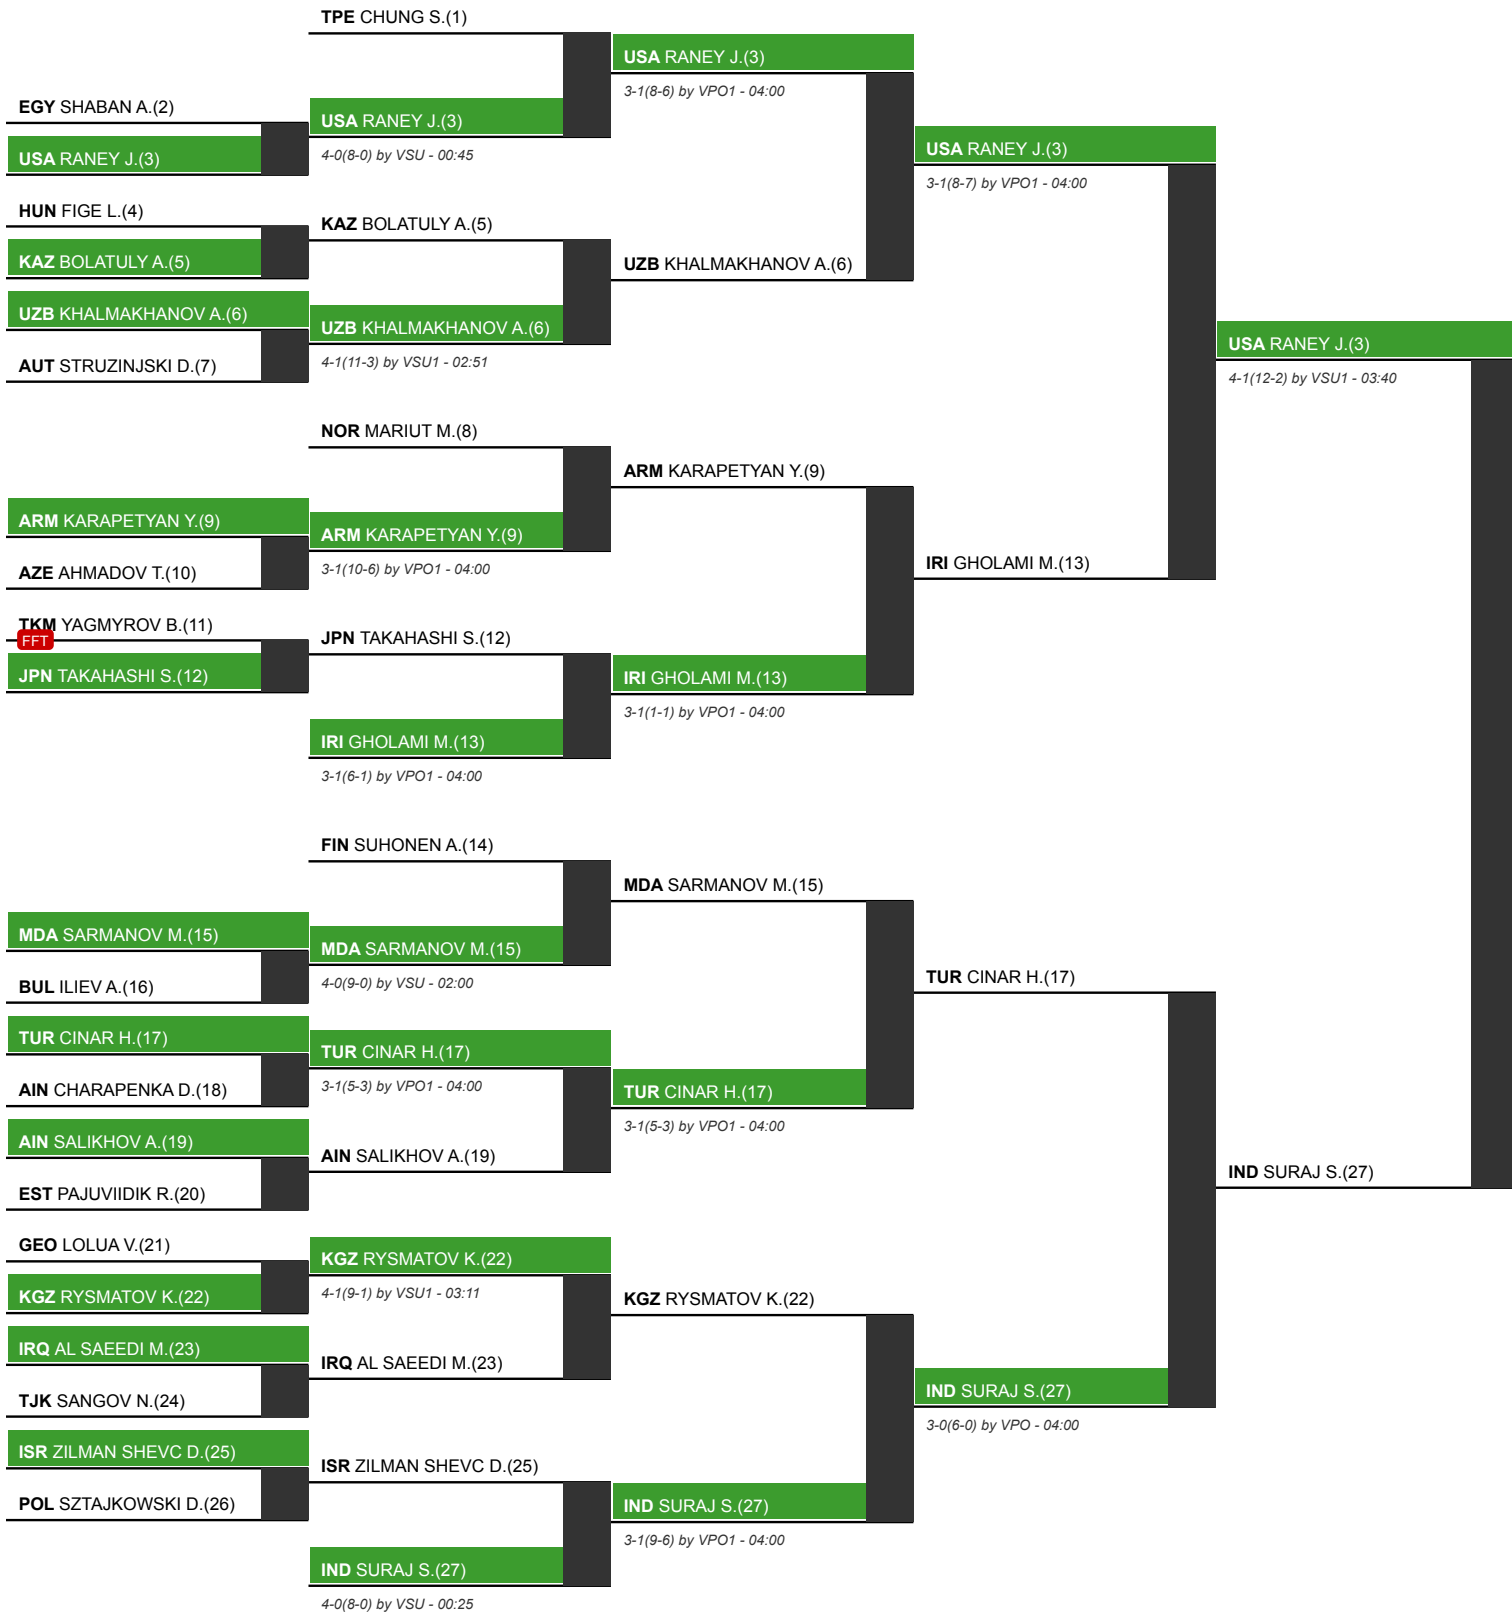 TPE CHUNG S.(1)
USA RANEY J.(3)
3-1(8-6) by VPO1 - 04:00
EGY SHABAN A.(2)
USA RANEY J.(3)
USA RANEY J.(3)
4-0(8-0) by VSU - 00:45
USA RANEY J.(3)
3-1(8-7) by VPO1 - 04:00
HUN FIGE L.(4)
KAZ BOLATULY A.(5)
KAZ BOLATULY A.(5)
UZB KHALMAKHANOV A.(6)
UZB KHALMAKHANOV A.(6)
AUT STRUZINJSKI D.(7)
UZB KHALMAKHANOV A.(6)
4-1(11-3) by VSU1 - 02:51
USA RANEY J.(3)
4-1(12-2) by VSU1 - 03:40
NOR MARIUT M.(8)
ARM KARAPETYAN Y.(9)
ARM KARAPETYAN Y.(9)
AZE AHMADOV T.(10)
ARM KARAPETYAN Y.(9)
3-1(10-6) by VPO1 - 04:00
IRI GHOLAMI M.(13)
TKM YAGMYROV B.(11)
FFT
JPN TAKAHASHI S.(12)
JPN TAKAHASHI S.(12)
IRI GHOLAMI M.(13)
3-1(1-1) by VPO1 - 04:00
IRI GHOLAMI M.(13)
3-1(6-1) by VPO1 - 04:00
FIN SUHONEN A.(14)
MDA SARMANOV M.(15)
MDA SARMANOV M.(15)
BUL ILIEV A.(16)
MDA SARMANOV M.(15)
4-0(9-0) by VSU - 02:00
TUR CINAR H.(17)
TUR CINAR H.(17)
AIN CHARAPENKA D.(18)
TUR CINAR H.(17)
3-1(5-3) by VPO1 - 04:00
TUR CINAR H.(17)
3-1(5-3) by VPO1 - 04:00
AIN SALIKHOV A.(19)
EST PAJUVIIDIK R.(20)
AIN SALIKHOV A.(19)
IND SURAJ S.(27)
GEO LOLUA V.(21)
KGZ RYSMATOV K.(22)
KGZ RYSMATOV K.(22)
4-1(9-1) by VSU1 - 03:11
KGZ RYSMATOV K.(22)
IRQ AL SAEEDI M.(23)
TJK SANGOV N.(24)
IRQ AL SAEEDI M.(23)
IND SURAJ S.(27)
3-0(6-0) by VPO - 04:00
ISR ZILMAN SHEVC D.(25)
POL SZTAJKOWSKI D.(26)
ISR ZILMAN SHEVC D.(25)
IND SURAJ S.(27)
3-1(9-6) by VPO1 - 04:00
IND SURAJ S.(27)
4-0(8-0) by VSU - 00:25